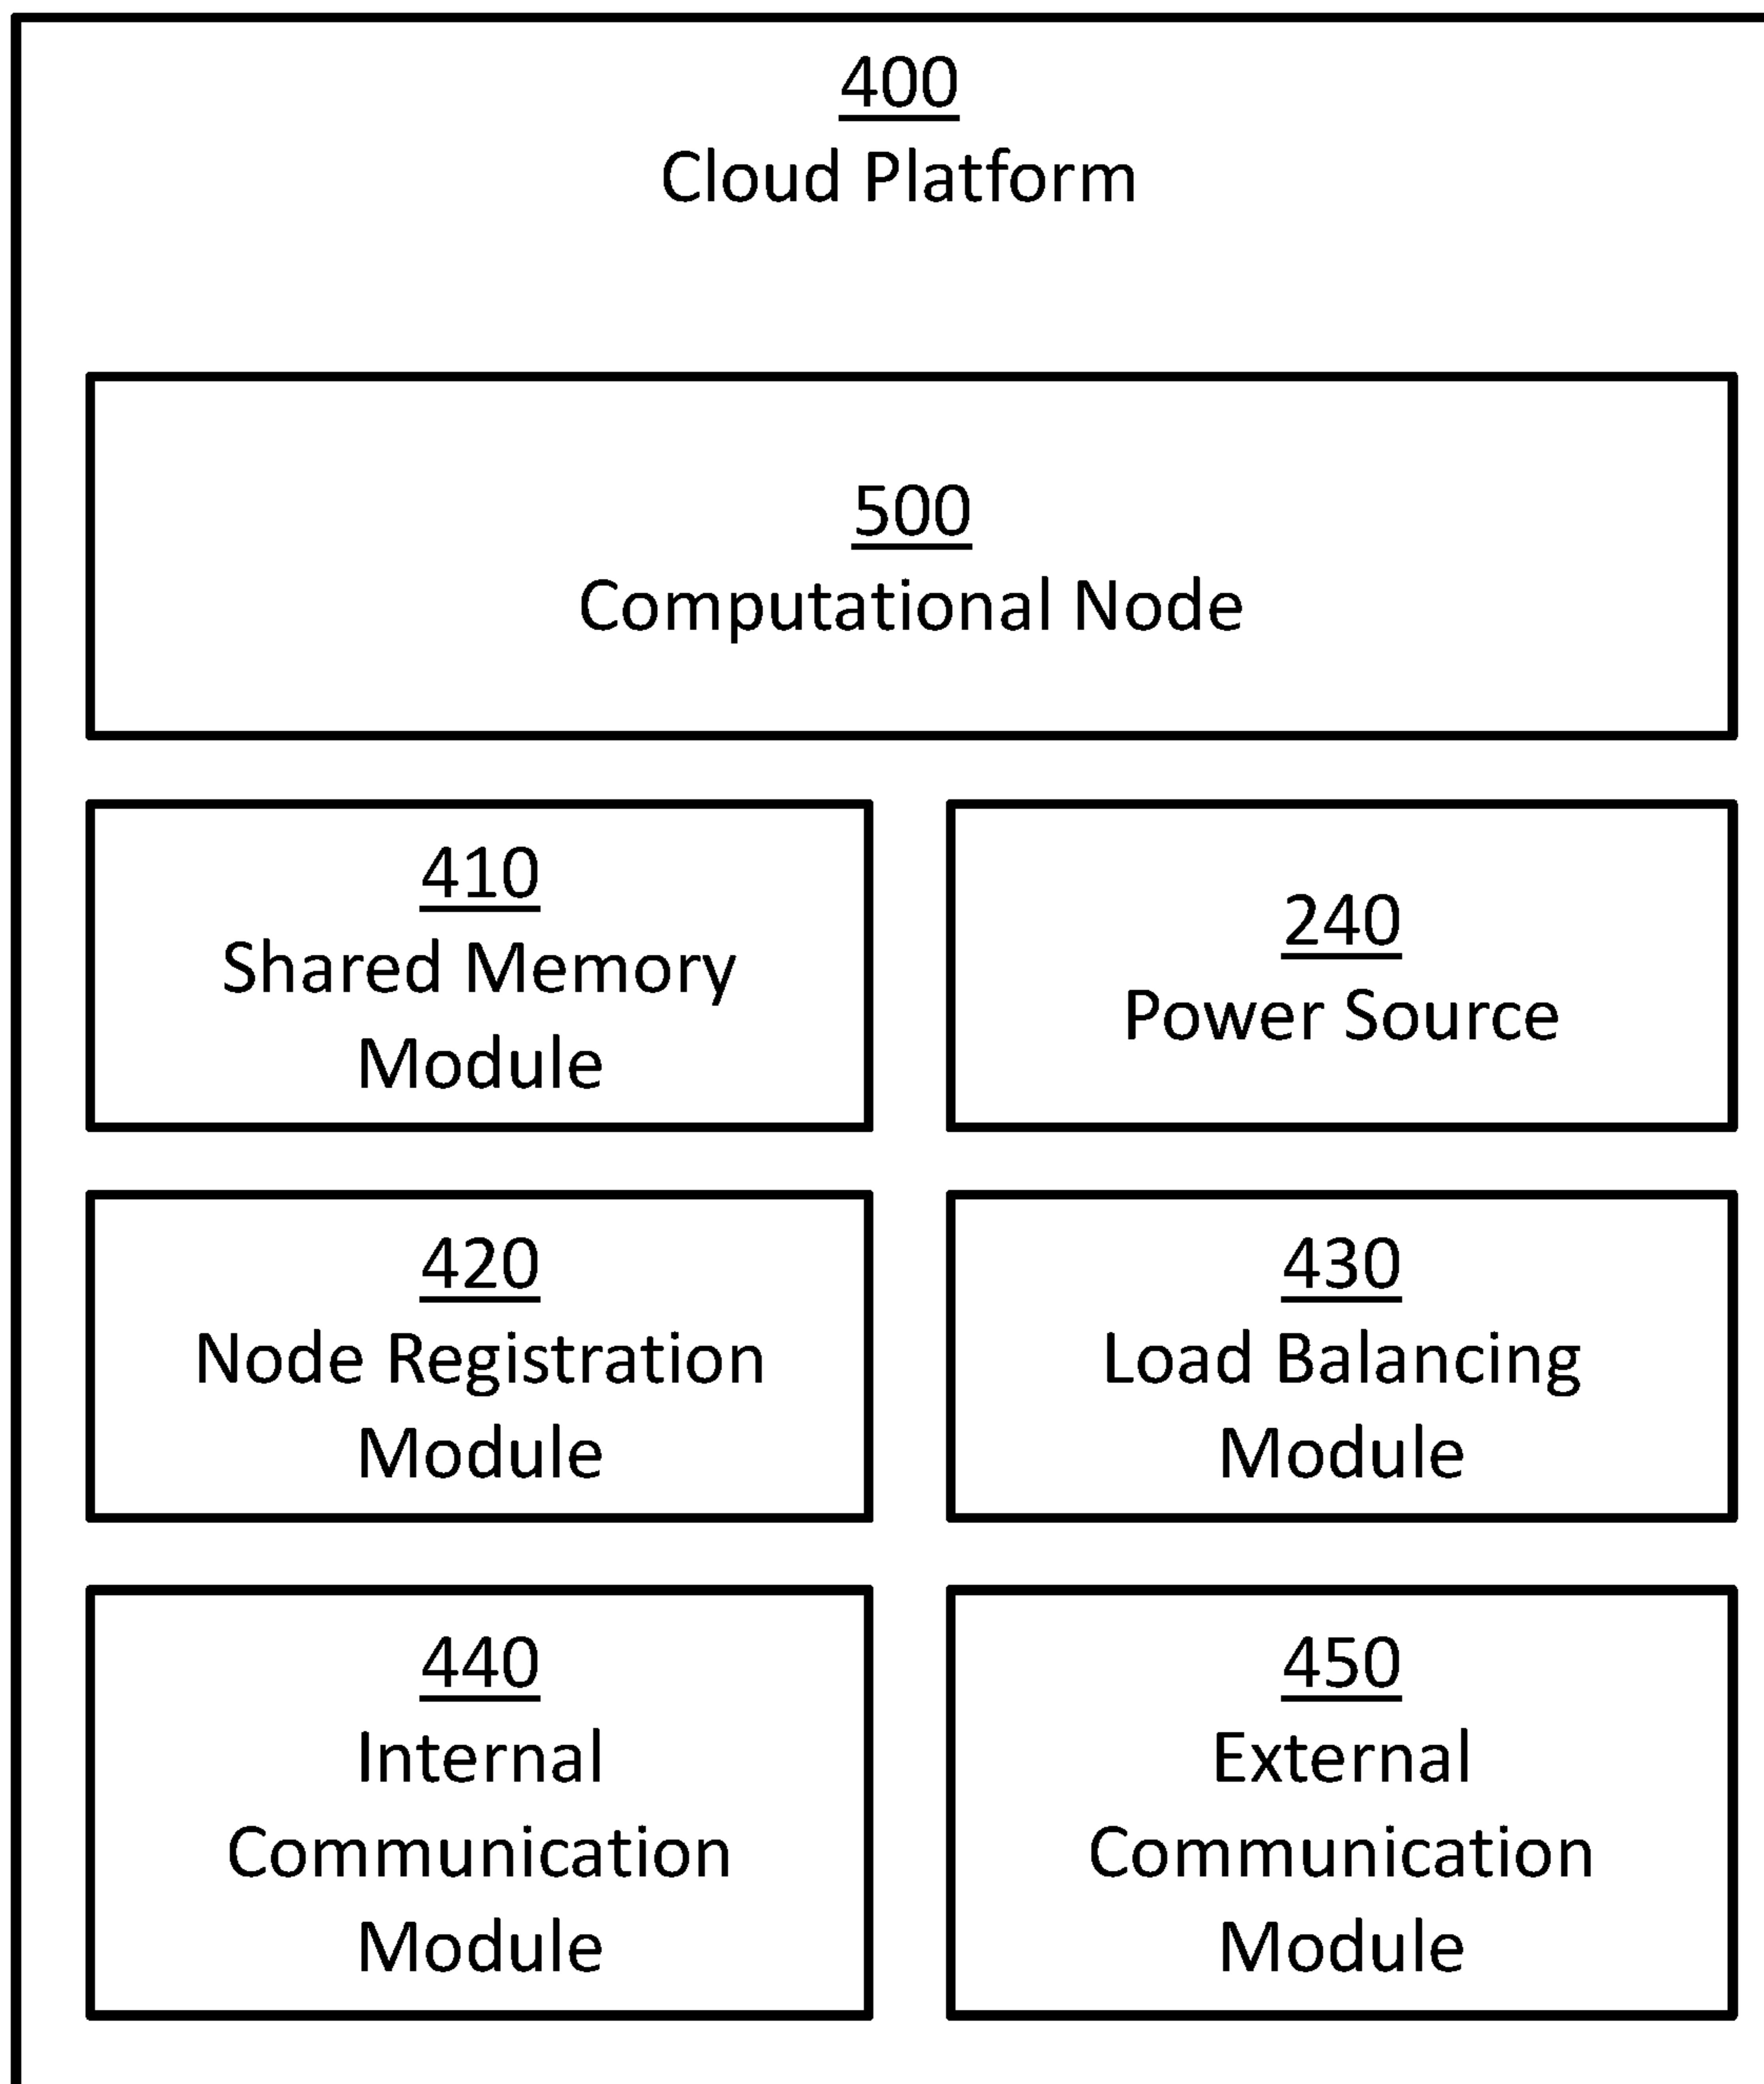 400
Cloud Platform
500
Computational Node
410
Shared Memory
Module
240
Power Source
420
Node Registration
Module
430
Load Balancing
Module
440
Internal
Communication
Module
450
External
Communication
Module